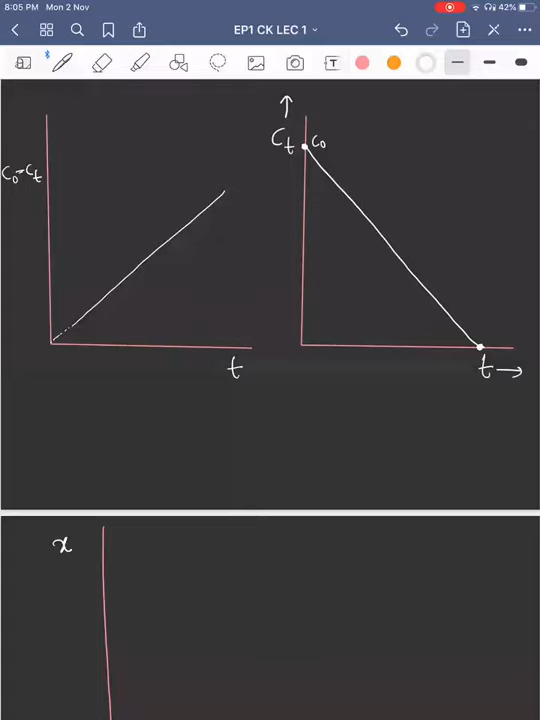 8:05 PM Mon 2 Nov
42%
EP1 CK LEC 1
T
C₀-Cₜ
t
Cₜ
C₀
t
x